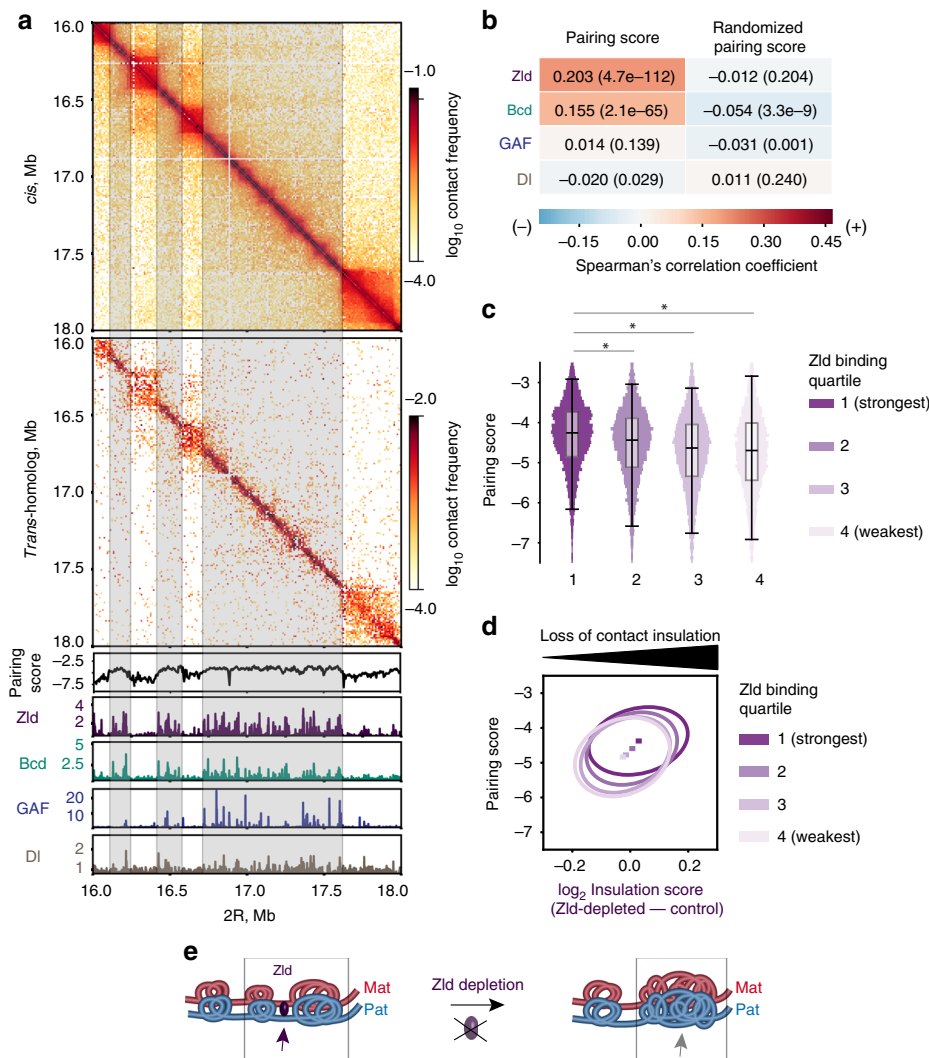 a
16.0
16.5
17.0
17.5
18.0
cis, Mb
−1.0
−4.0
log10 contact frequency
16.0
16.5
17.0
17.5
18.0
Trans-homolog, Mb
−2.0
−4.0
log10 contact frequency
Pairing
score
−2.5
−7.5
Zld
4
2
Bcd
5
2.5
GAF
20
10
Dl
2
1
16.0 16.5 17.0 17.5 18.0
2R, Mb
b
Pairing score
Randomized
pairing score
Zld 0.203 (4.7e−112) −0.012 (0.204)
Bcd 0.155 (2.1e−65) −0.054 (3.3e−9)
GAF 0.014 (0.139) −0.031 (0.001)
Dl −0.020 (0.029) 0.011 (0.240)
(−) (+)
−0.15 0.00 0.15 0.30 0.45
Spearman's correlation coefficient
c
*
*
*
Pairing score
−3
−4
−5
−6
−7
1 2 3 4
Zld binding
quartile
1 (strongest)
2
3
4 (weakest)
d
Loss of contact insulation
Pairing score
−3
−4
−5
−6
−7
−0.2 0.0 0.2
log2 Insulation score
(Zld-depleted — control)
Zld binding
quartile
1 (strongest)
2
3
4 (weakest)
e
Zld
Mat
Pat
Zld depletion
Mat
Pat